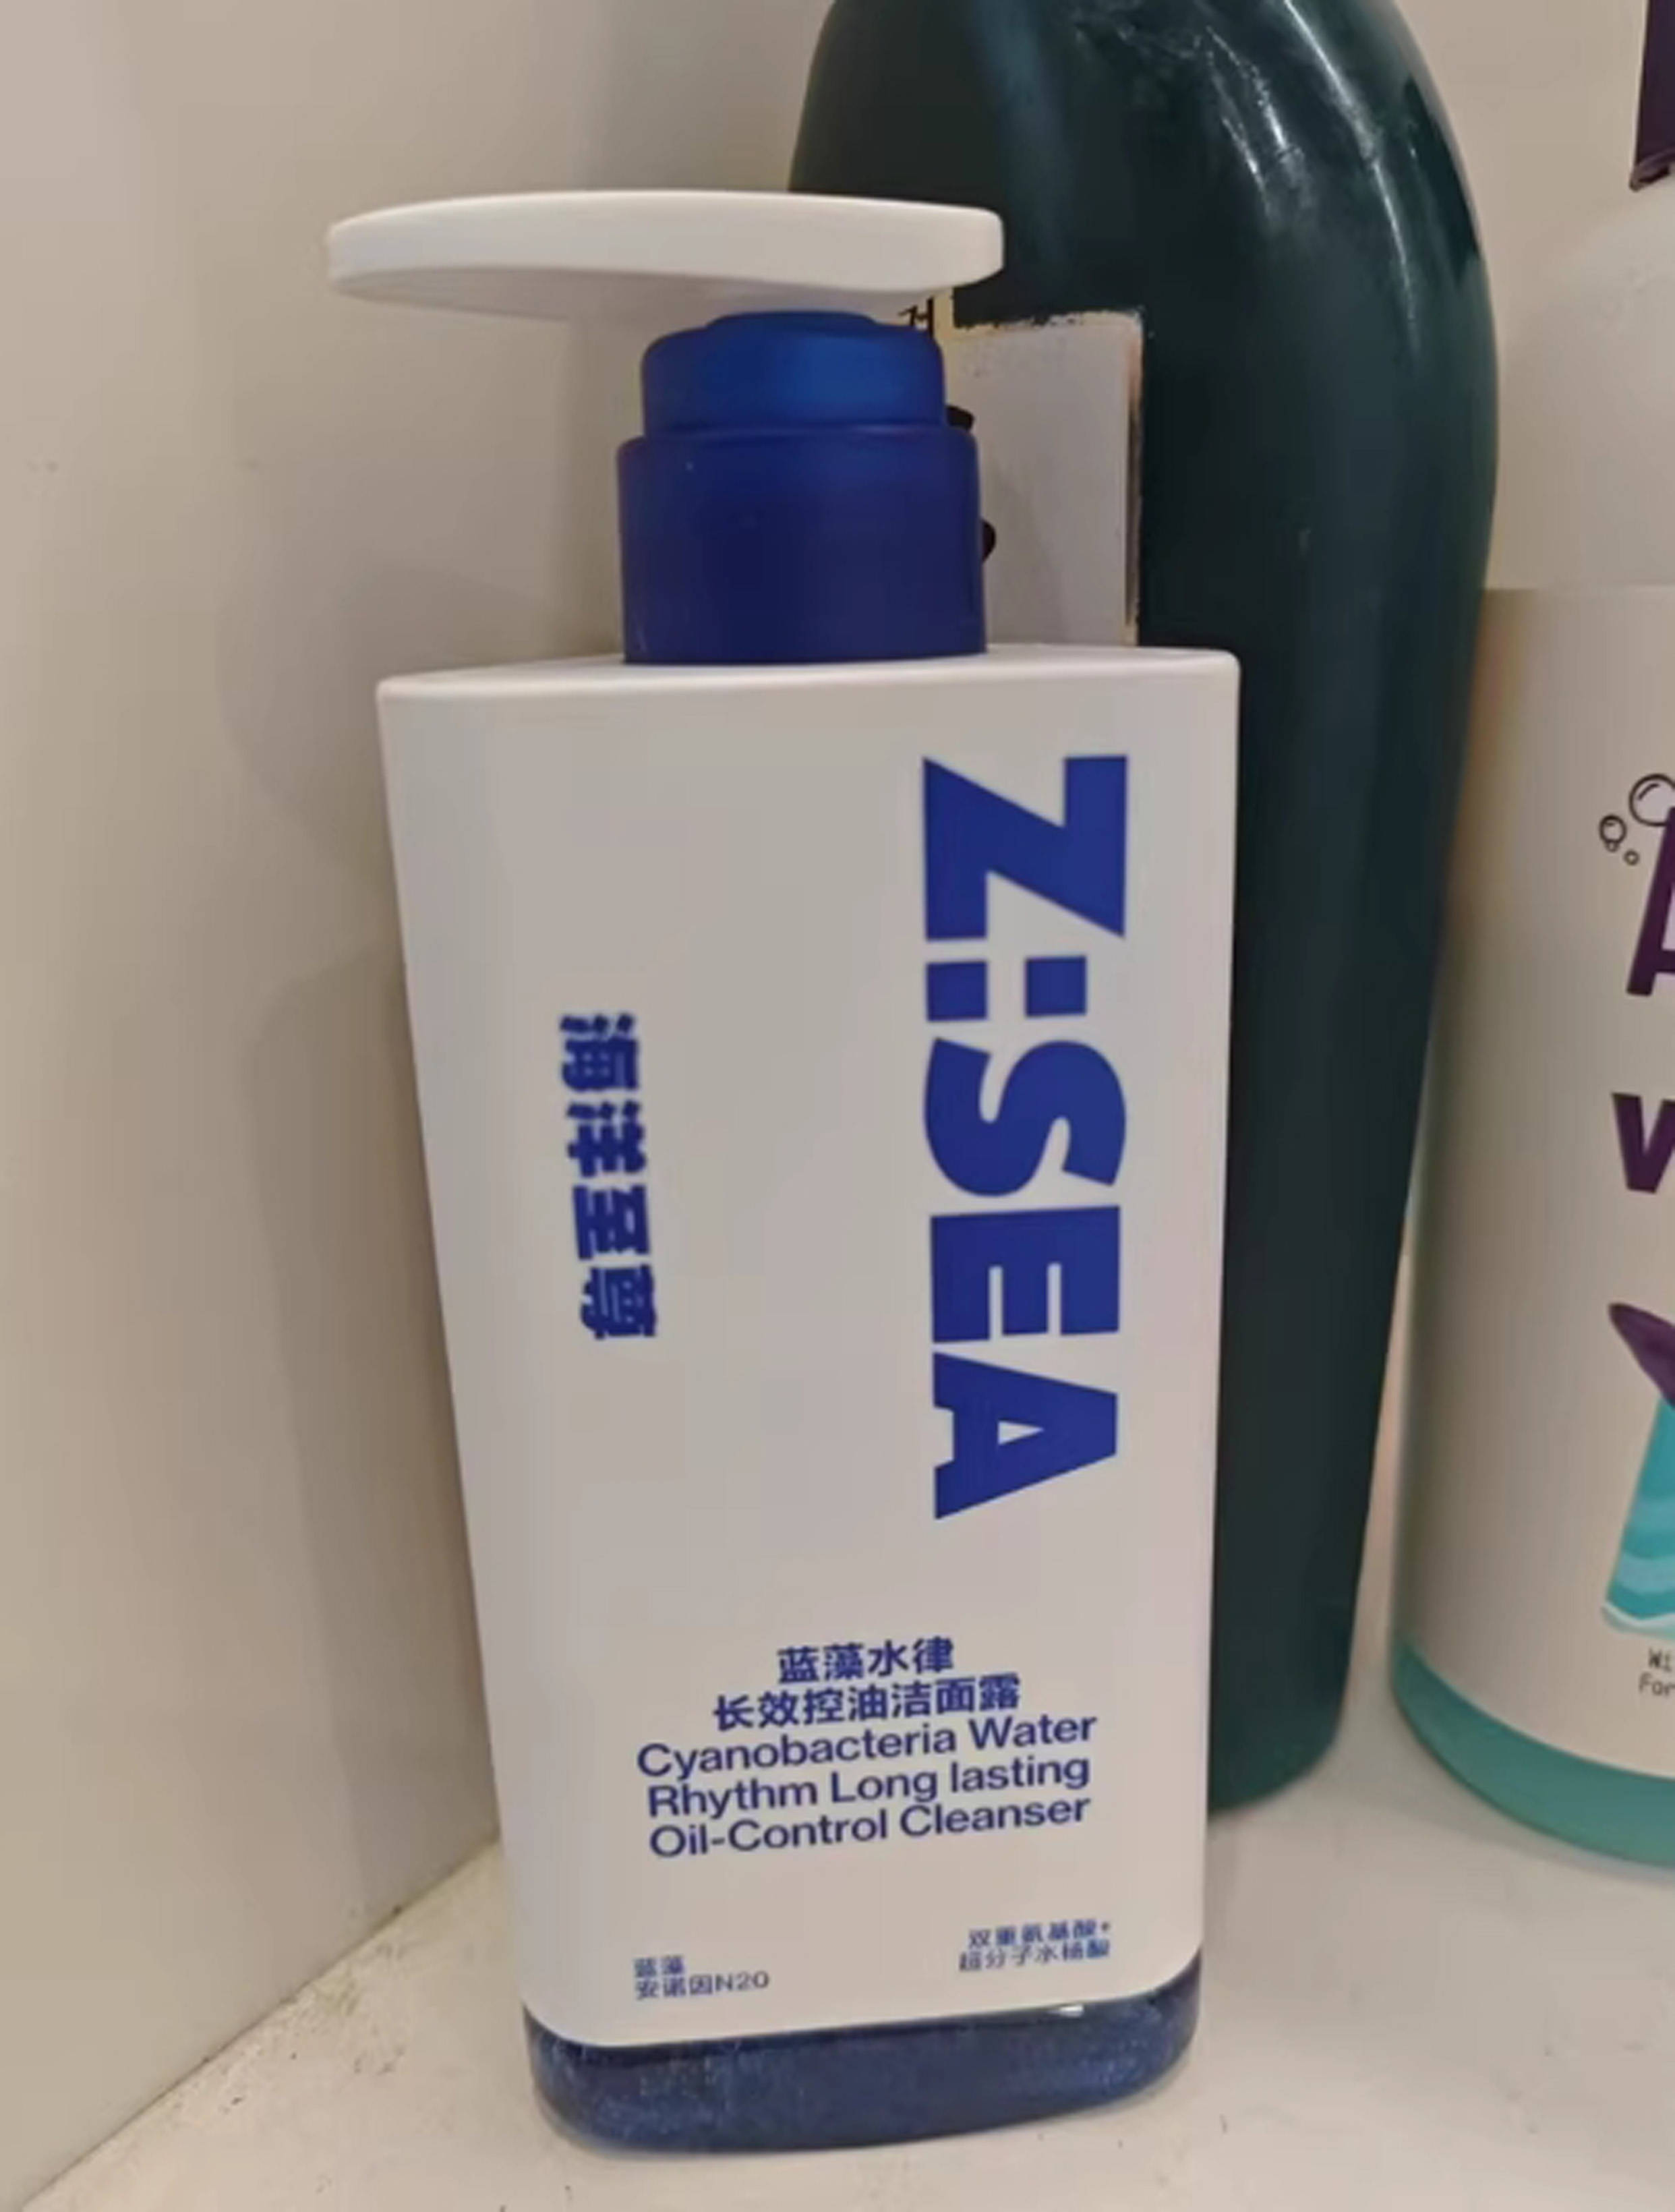 Z:SEA
海洋至尊
蓝藻水律
长效控油洁面露
Cyanobacteria Water
Rhythm Long lasting
Oil-Control Cleanser
蓝藻
安诺因N20
双重氨基酸+
超分子水杨酸